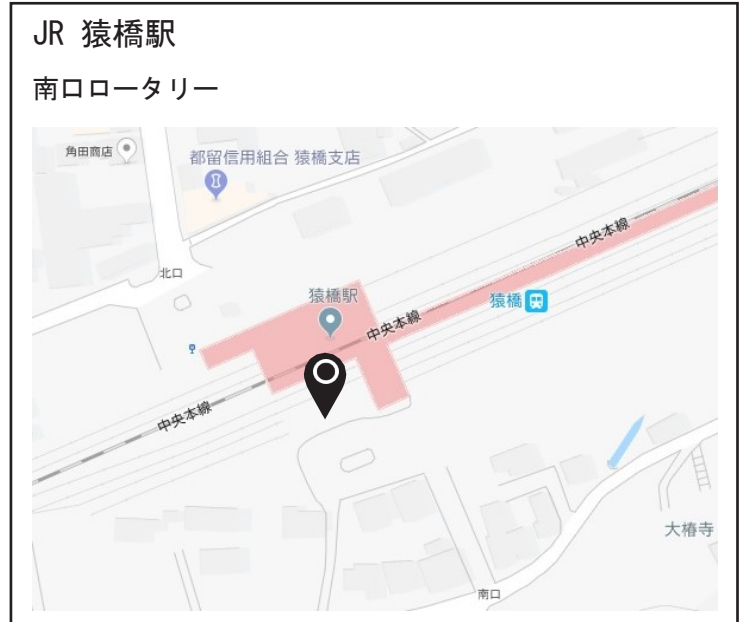 JR 猿橋駅
南口ロータリー
角田商店
都留信用組合 猿橋支店
中央本線
北口
猿橋駅
猿橋
中央本線
中央本線
大椿寺
南口